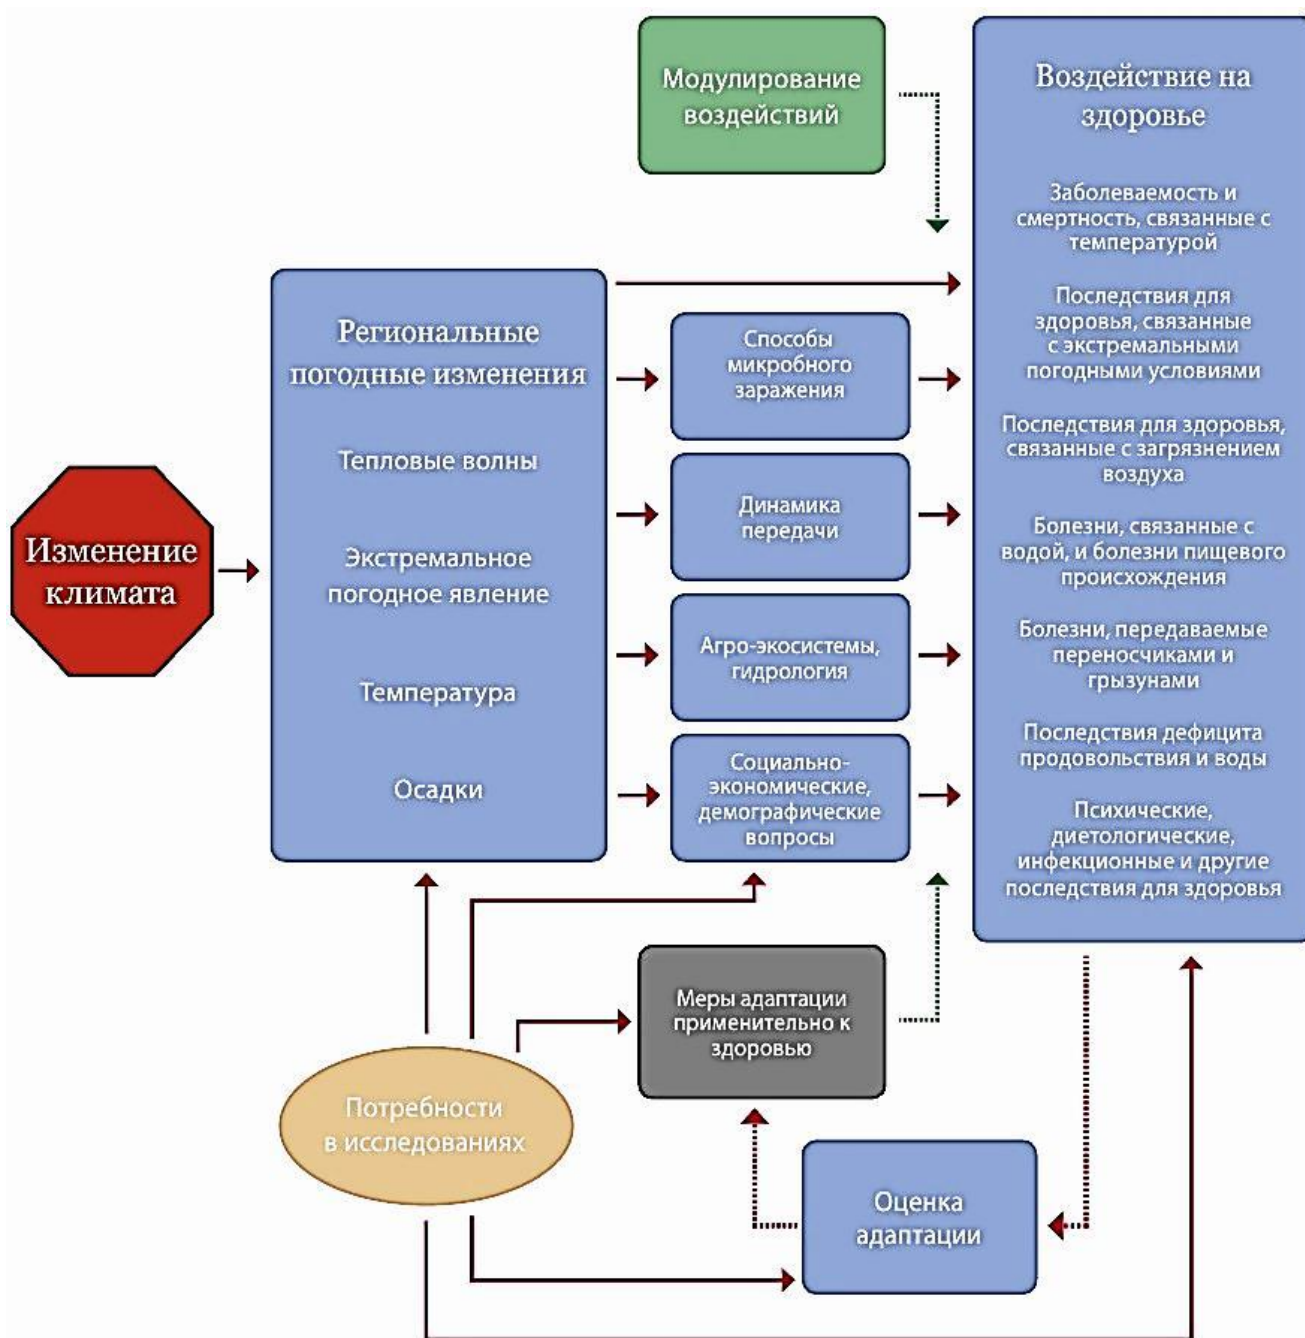 Модулирование
воздействий
Воздействие на
здоровье
Заболеваемость и
смертность, связанные с
температурой
Последствия для
здоровья, связанные
с экстремальными
погодными условиями
Последствия для здоровья,
связанные с загрязнением
воздуха
Болезни, связанные с
водой, и болезни пищевого
происхождения
Болезни, передаваемые
переносчиками и
грызунами
Последствия дефицита
продовольствия и воды
Психические,
диетологические,
инфекционные и другие
последствия для здоровья
Региональные
погодные изменения
Тепловые волны
Экстремальное
погодное явление
Температура
Осадки
Способы
микробного
заражения
Динамика
передачи
Агро-экосистемы,
гидрология
Социально-
экономические,
демографические
вопросы
Изменение
климата
Меры адаптации
применительно к
здоровью
Потребности
в исследованиях
Оценка
адаптации